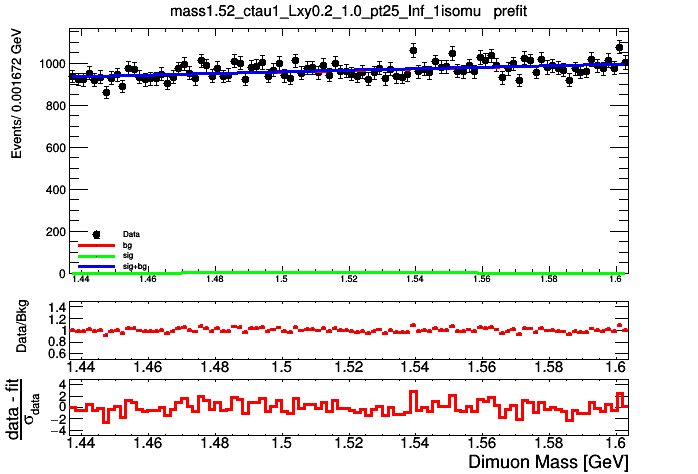 mass1.52_ctau1_Lxy0.2_1.0_pt25_Inf_1isomu prefit
Events/ 0.001672 GeV
1000
800
600
400
200
0
Data
bg
sig
sig+bg
1.44 1.46 1.48 1.5 1.52 1.54 1.56 1.58 1.6
Data/Bkg
1.4
1.2
1
0.8
0.6
1.44 1.46 1.48 1.5 1.52 1.54 1.56 1.58 1.6
data - fit
σdata
4
2
0
−2
−4
1.44 1.46 1.48 1.5 1.52 1.54 1.56 1.58 1.6
Dimuon Mass [GeV]